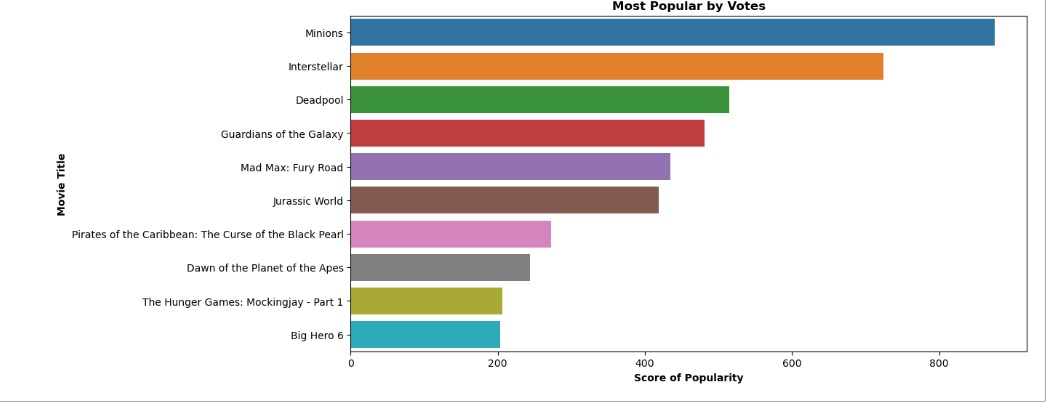 Most Popular by Votes
Minions
Interstellar
Deadpool
Guardians of the Galaxy
Mad Max: Fury Road
Jurassic World
Pirates of the Caribbean: The Curse of the Black Pearl
Dawn of the Planet of the Apes
The Hunger Games: Mockingjay - Part 1
Big Hero 6
Movie Title
0 200 400 600 800
Score of Popularity